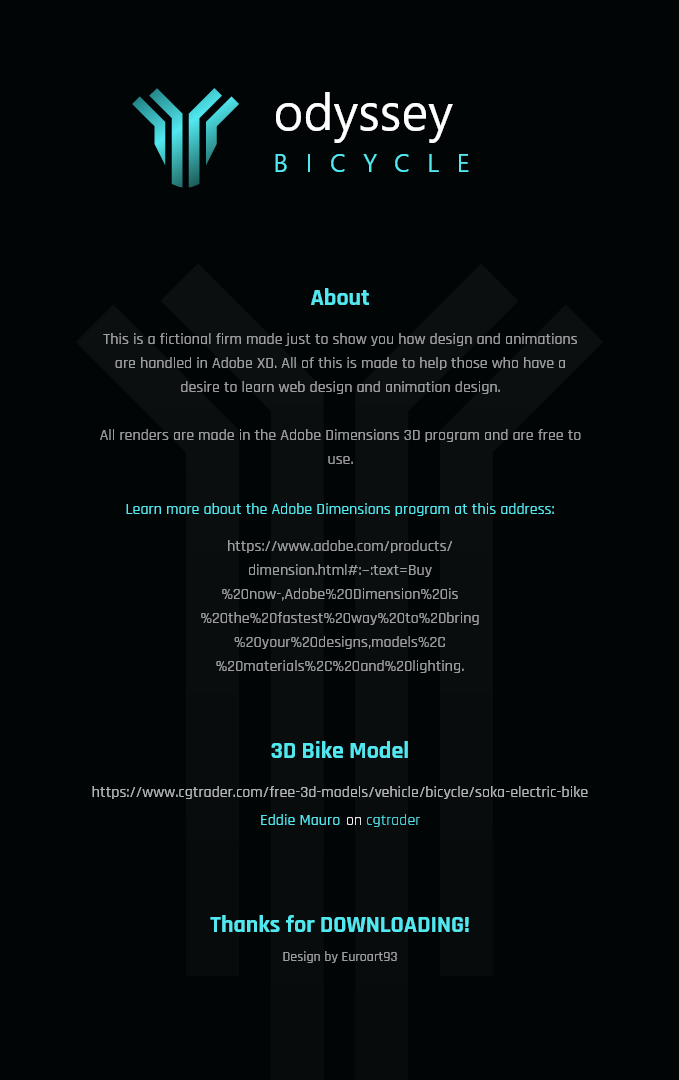 odyssey
BICYCLE
About
This is a fictional firm made just to show you how design and animations
are handled in Adobe XD. All of this is made to help those who have a
desire to learn web design and animation design.
All renders are made in the Adobe Dimensions 3D program and are free to
use.
Learn more about the Adobe Dimensions program at this address:
https://www.adobe.com/products/
dimension.html#:~:text=Buy
%20now-,Adobe%20Dimension%20is
%20the%20fastest%20way%20to%20bring
%20your%20designs,models%2C
%20materials%2C%20and%20lighting.
3D Bike Model
https://www.cgtrader.com/free-3d-models/vehicle/bicycle/soka-electric-bike
Eddie Mauro on cgtrader
Thanks for DOWNLOADING!
Design by Euroart93